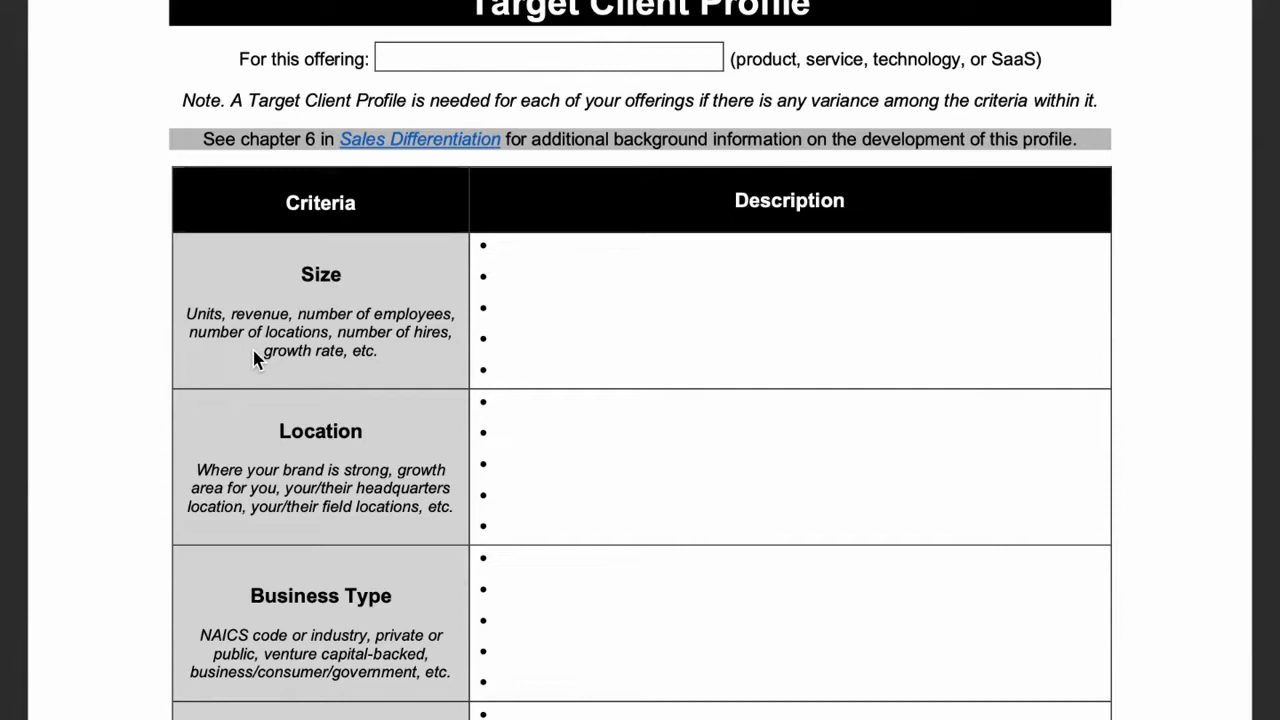 Target Client Profile
For this offering: (product, service, technology, or SaaS)
Note. A Target Client Profile is needed for each of your offerings if there is any variance among the criteria within it.
See chapter 6 in Sales Differentiation for additional background information on the development of this profile.
Criteria
Description
Size
Units, revenue, number of employees,
number of locations, number of hires,
growth rate, etc.
Location
Where your brand is strong, growth
area for you, your/their headquarters
location, your/their field locations, etc.
Business Type
NAICS code or industry, private or
public, venture capital-backed,
business/consumer/government, etc.